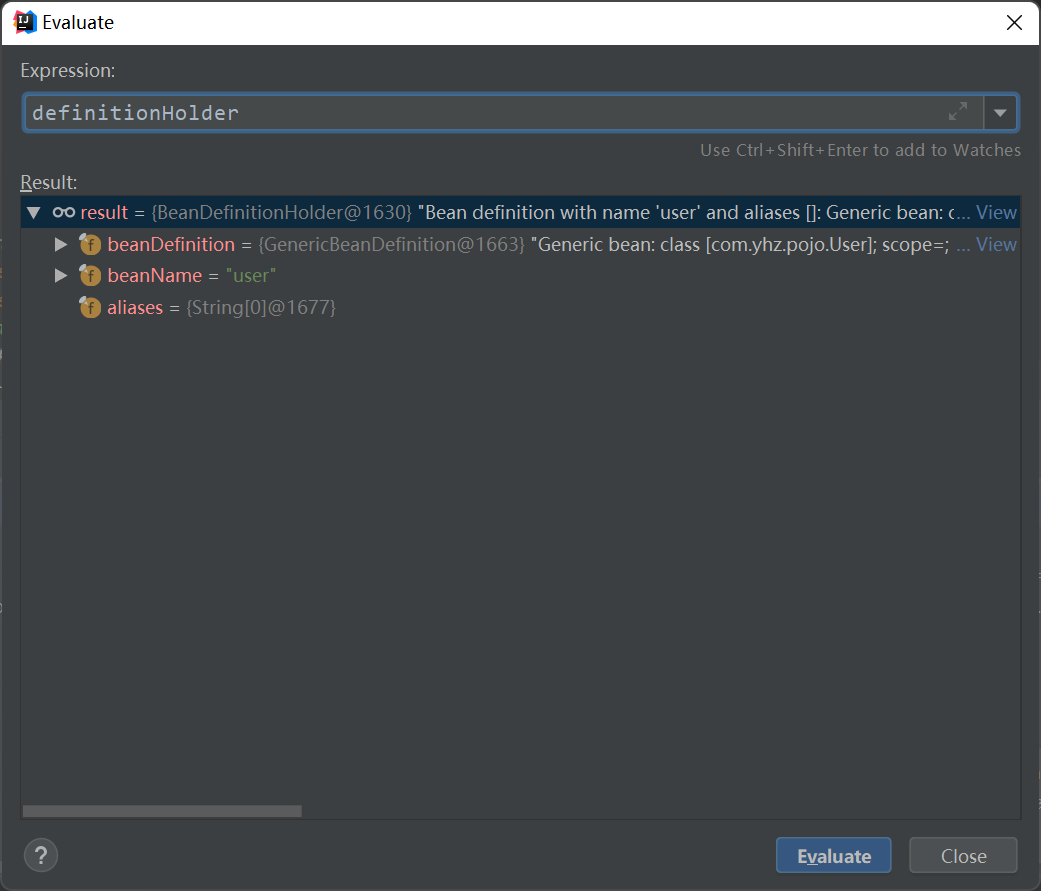 Evaluate
Expression:
definitionHolder
Use Ctrl+Shift+Enter to add to Watches
Result:
result = {BeanDefinitionHolder@1630} "Bean definition with name 'user' and aliases []: Generic bean: c... View
beanDefinition = {GenericBeanDefinition@1663} "Generic bean: class [com.yhz.pojo.User]; scope=; ... View
beanName = "user"
aliases = {String[0]@1677}
? Evaluate Close